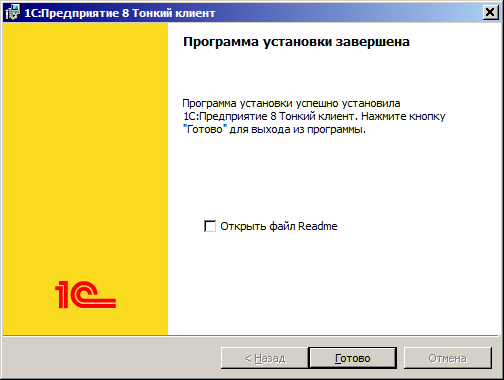 1С:Предприятие 8 Тонкий клиент
Программа установки завершена
Программа установки успешно установила
1С:Предприятие 8 Тонкий клиент. Нажмите кнопку
"Готово" для выхода из программы.
Открыть файл Readme
1С
< Назад
Готово
Отмена